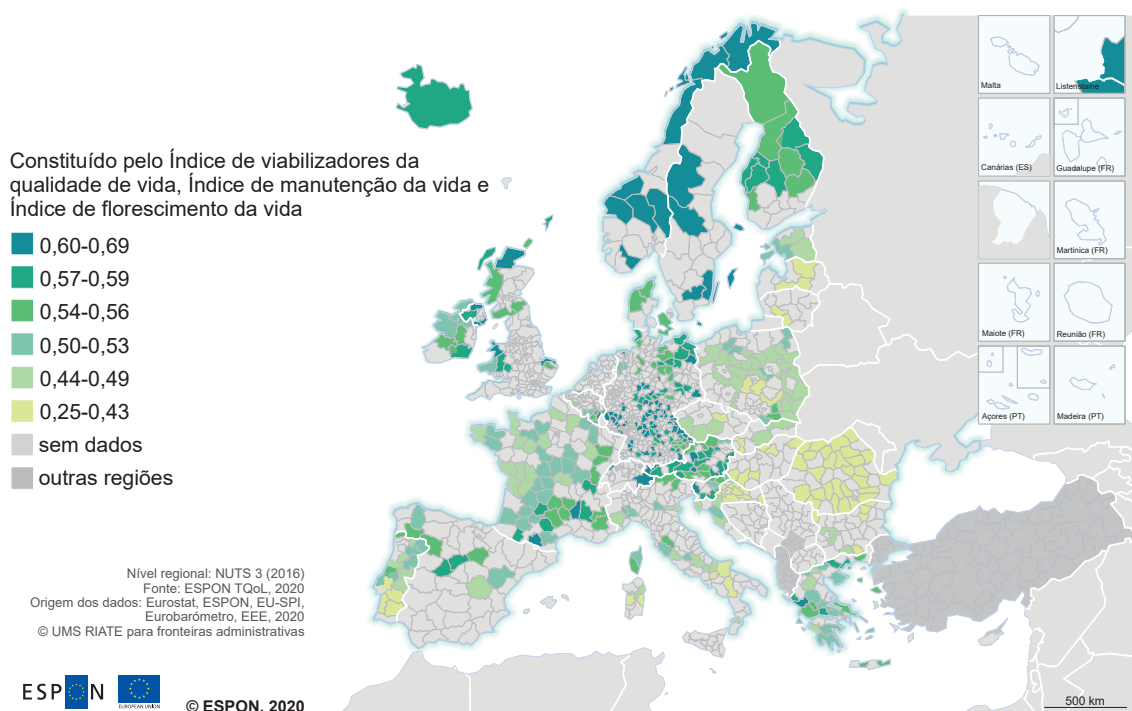 Constituído pelo Índice de viabilizadores da
qualidade de vida, Índice de manutenção da vida e
Índice de florescimento da vida
0,60-0,69
0,57-0,59
0,54-0,56
0,50-0,53
0,44-0,49
0,25-0,43
sem dados
outras regiões
Nível regional: NUTS 3 (2016)
Fonte: ESPON TQoL, 2020
Origem dos dados: Eurostat, ESPON, EU-SPI,
Eurobarómetro, EEE, 2020
© UMS RIATE para fronteiras administrativas
ESPON
EUROPEAN UNION
© ESPON, 2020
Malta
Listenstaine
Canárias (ES)
Guadalupe (FR)
Martinica (FR)
Maiote (FR)
Reunião (FR)
Açores (PT)
Madeira (PT)
500 km